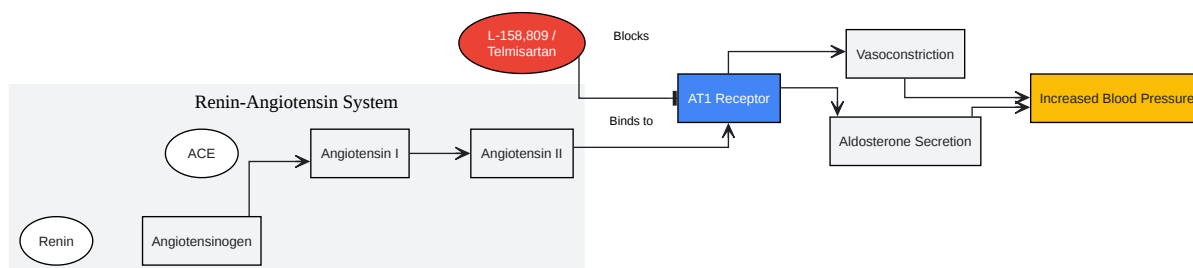 L-158,809 /
Telmisartan
Blocks
Vasoconstriction
Renin-Angiotensin System
AT1 Receptor
Increased Blood Pressure
Binds to
ACE
Angiotensin I
Angiotensin II
Aldosterone Secretion
Renin
Angiotensinogen